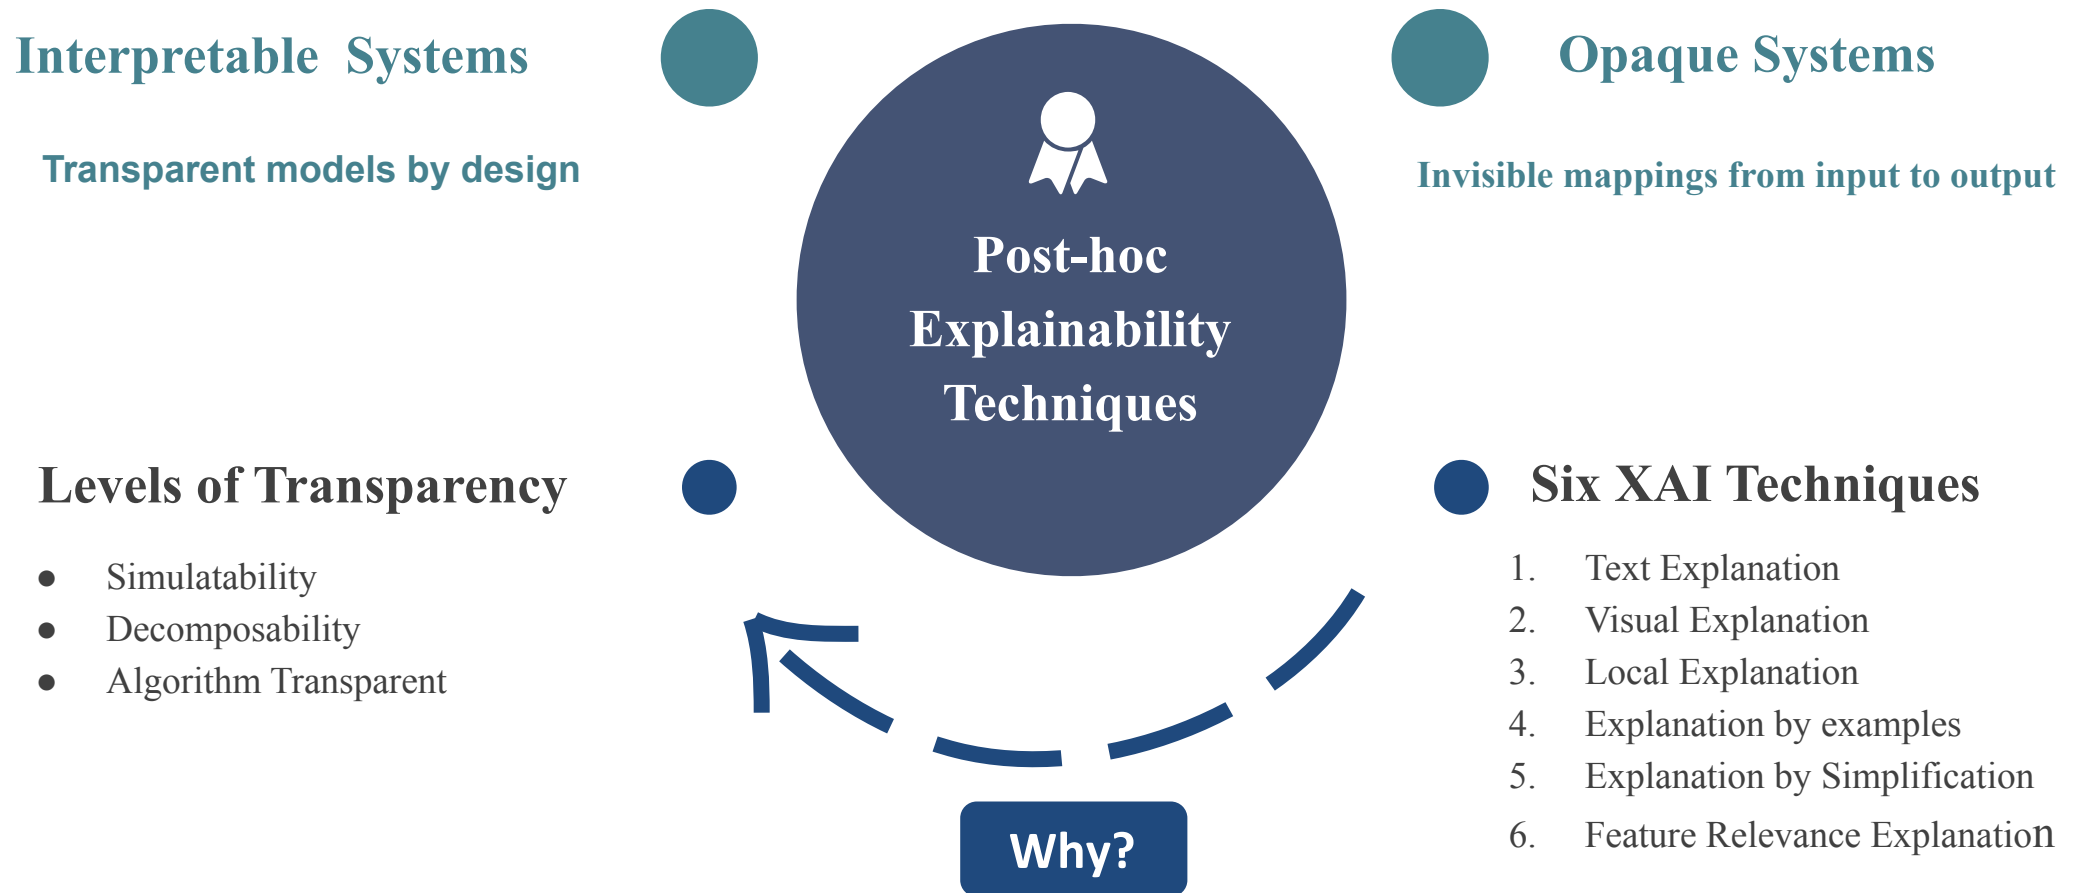 Interpretable Systems
Transparent models by design
Post-hoc
Explainability
Techniques
Opaque Systems
Invisible mappings from input to output
Levels of Transparency
● Simulatability
● Decomposability
● Algorithm Transparent
Six XAI Techniques
1. Text Explanation
2. Visual Explanation
3. Local Explanation
4. Explanation by examples
5. Explanation by Simplification
6. Feature Relevance Explanation
Why?